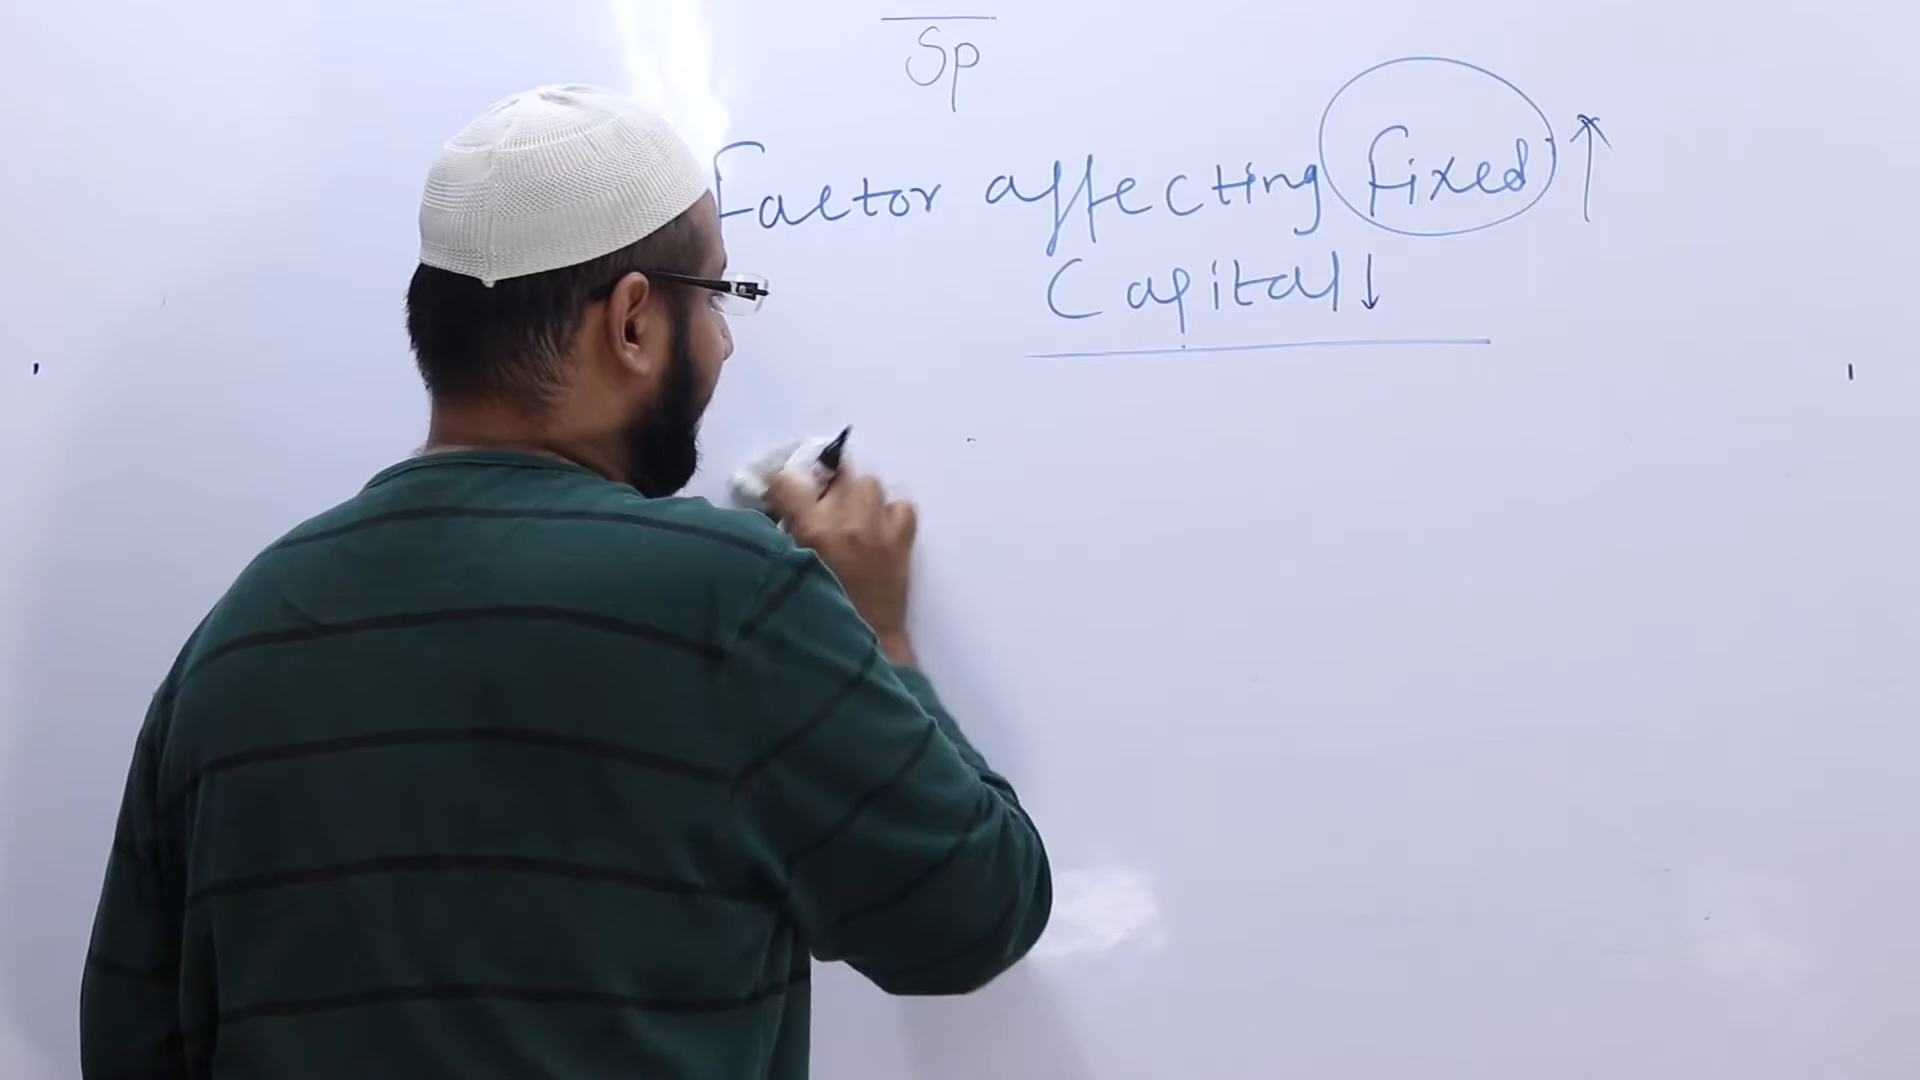 Sp
Factor affecting fixed ↑
Capital ↓